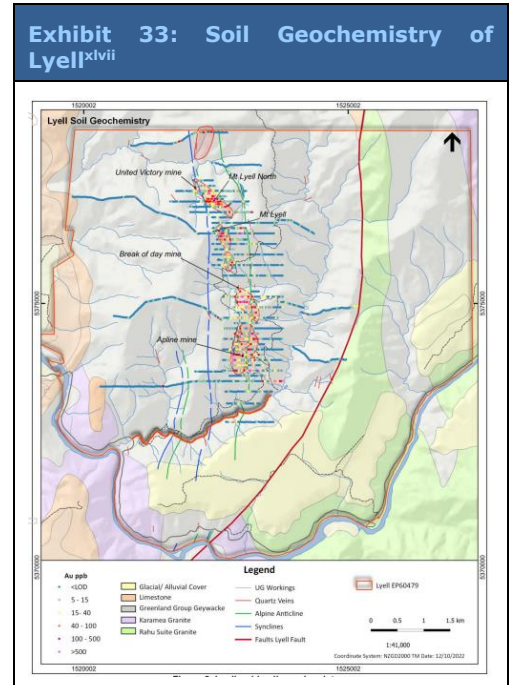 Exhibit 33: Soil Geochemistry of
Lyell^xlvii
1520002
1525002
Lyell Soil Geochemistry
United Victory mine
Mt Lyell North
Mt Lyell
Break of day mine
5375000
5375000
Apline mine
5370000
Legend
Au ppb
<LOD
5 - 15
15- 40
40 - 100
100 - 500
>500
Glacial/ Alluvial Cover
Limestone
Greenland Group Geywacke
Karamea Granite
Rahu Suite Granite
UG Workings
Quartz Veins
Alpine Anticline
Synclines
Faults Lyell Fault
Lyell EP60479
0 0.5 1 1.5 km
1:41,000
Coordinate System: NZGD2000 TM Date: 12/10/2022
1520002
1525002